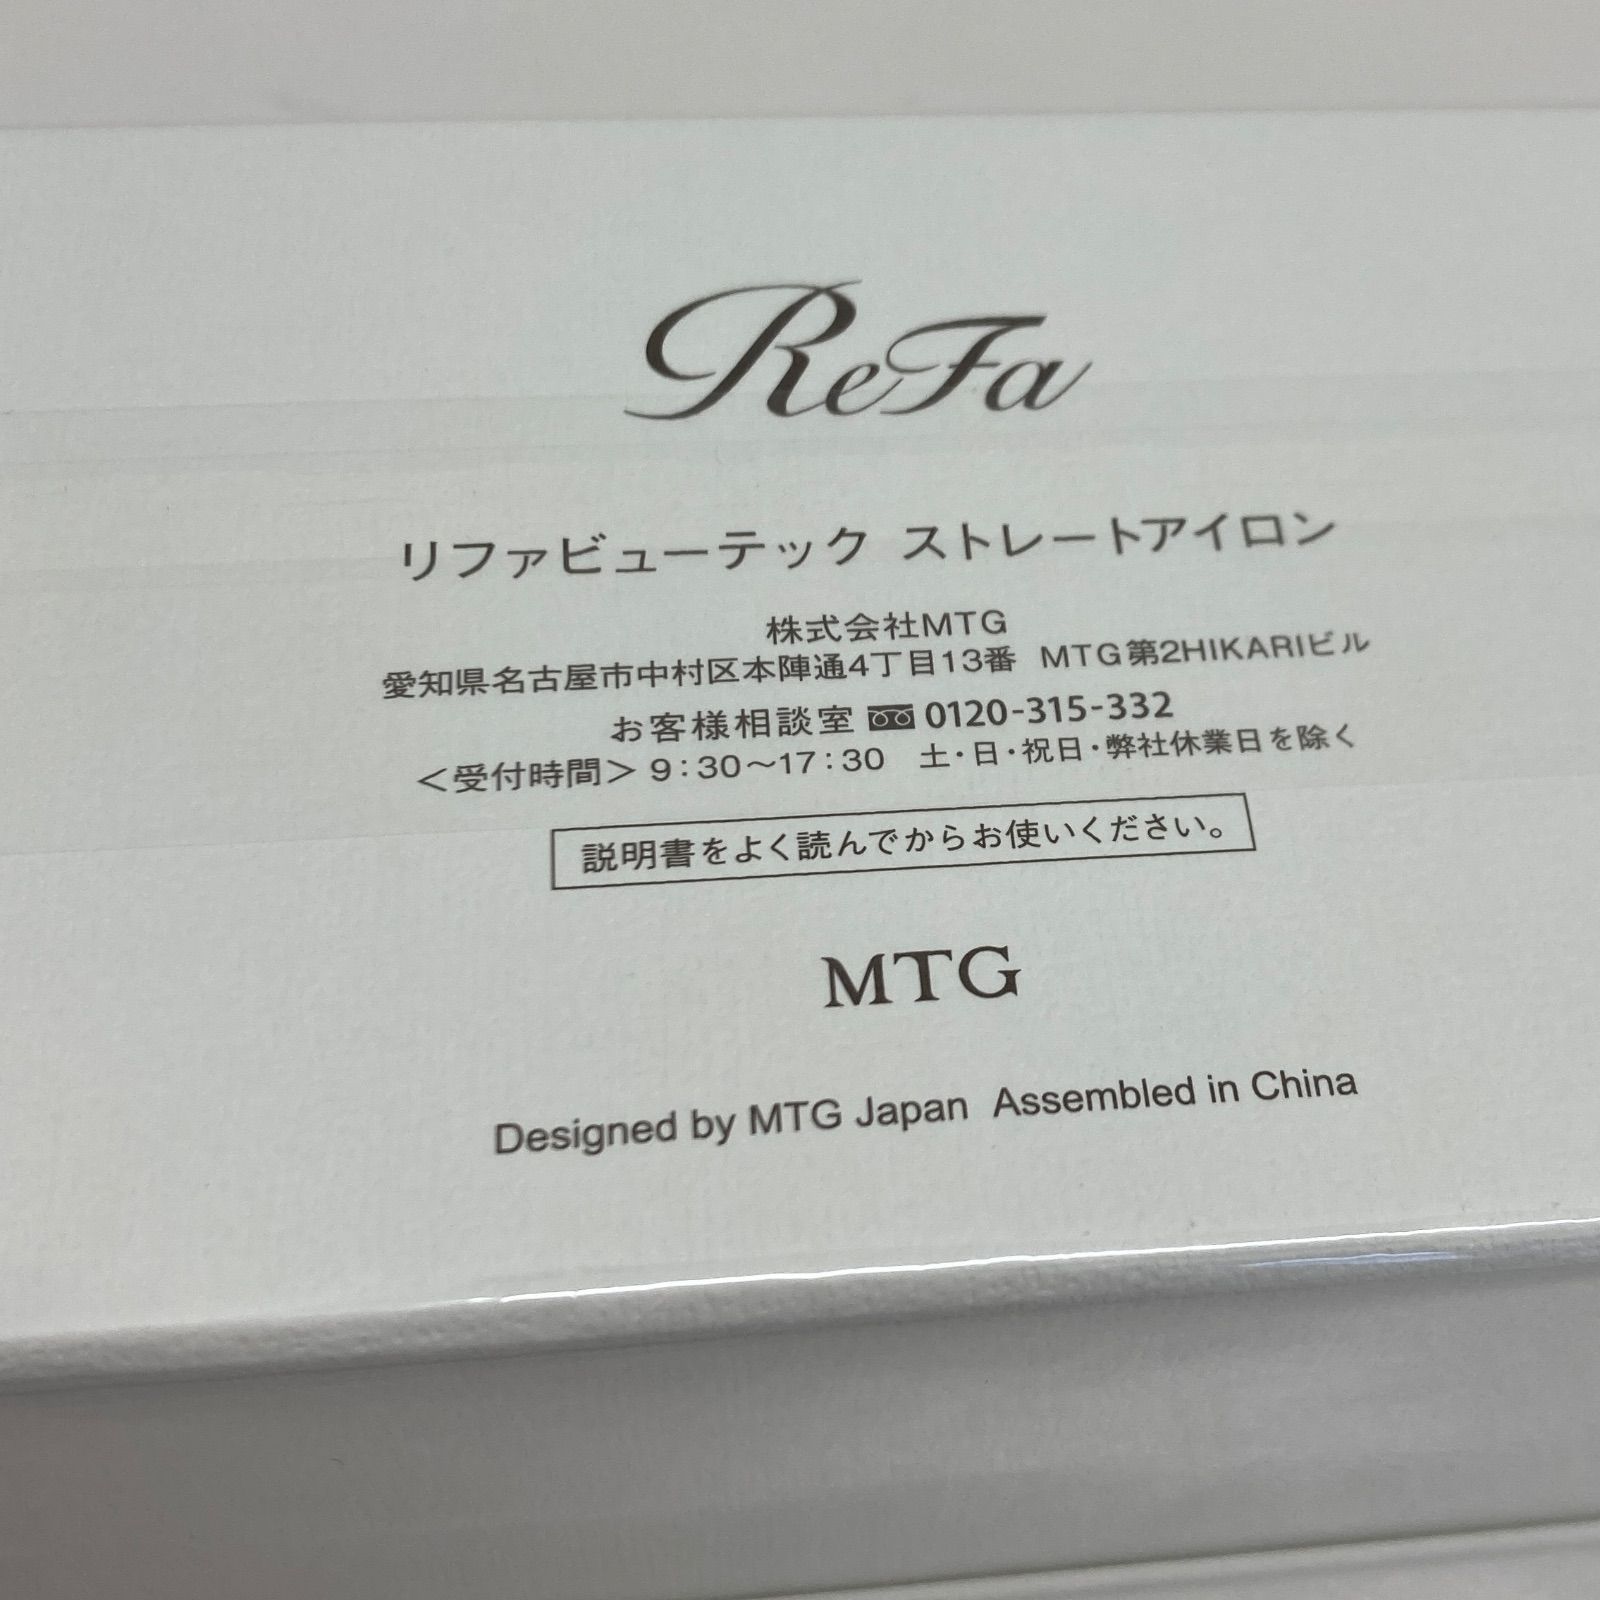 ReFa
リファビューテック ストレートアイロン
株式会社MTG
愛知県名古屋市中村区本陣通4丁目13番 MTG第2HIKARIビル
お客様相談室 0120-315-332
＜受付時間＞ 9：30～17：30 土・日・祝日・弊社休業日を除く
説明書をよく読んでからお使いください。
MTG
Designed by MTG Japan Assembled in China